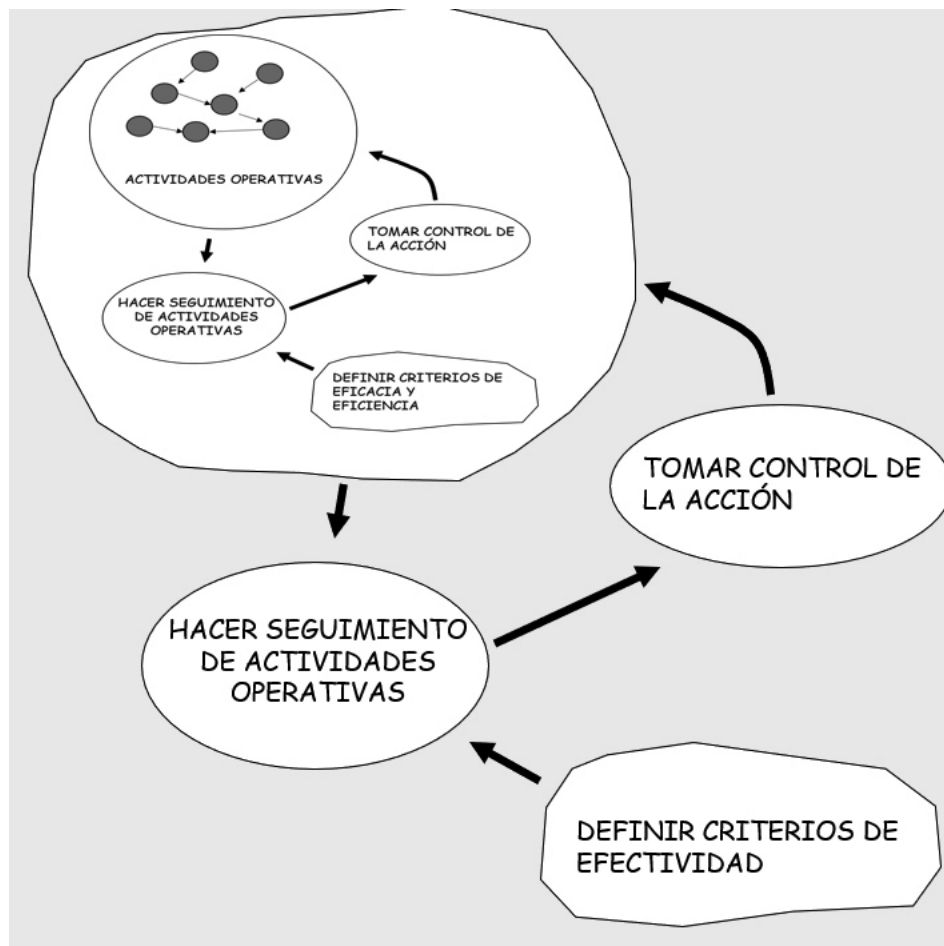 ACTIVIDADES OPERATIVAS
TOMAR CONTROL DE
LA ACCIÓN
HACER SEGUIMIENTO
DE ACTIVIDADES
OPERATIVAS
DEFINIR CRITERIOS DE
EFICACIA Y
EFICIENCIA
TOMAR CONTROL DE
LA ACCIÓN
HACER SEGUIMIENTO
DE ACTIVIDADES
OPERATIVAS
DEFINIR CRITERIOS DE
EFECTIVIDAD